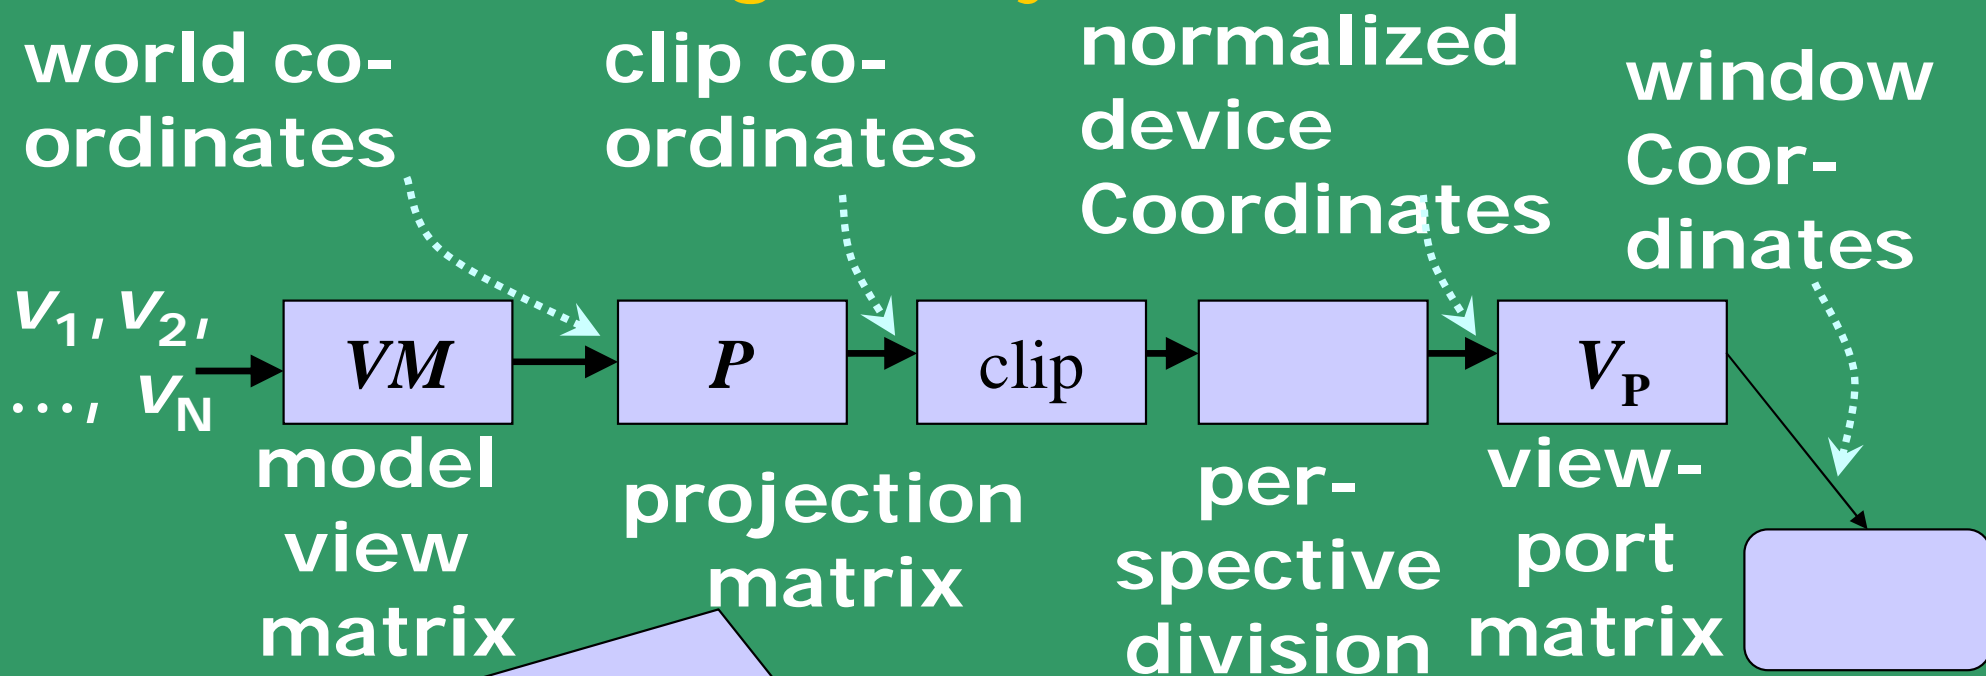 world co-
ordinates
clip co-
ordinates
normalized
device
Coordinates
window
Coor-
dinates
v1, v2,
..., vN
VM
P
clip
VP
model
view
matrix
projection
matrix
per-
spective
division
view-
port
matrix